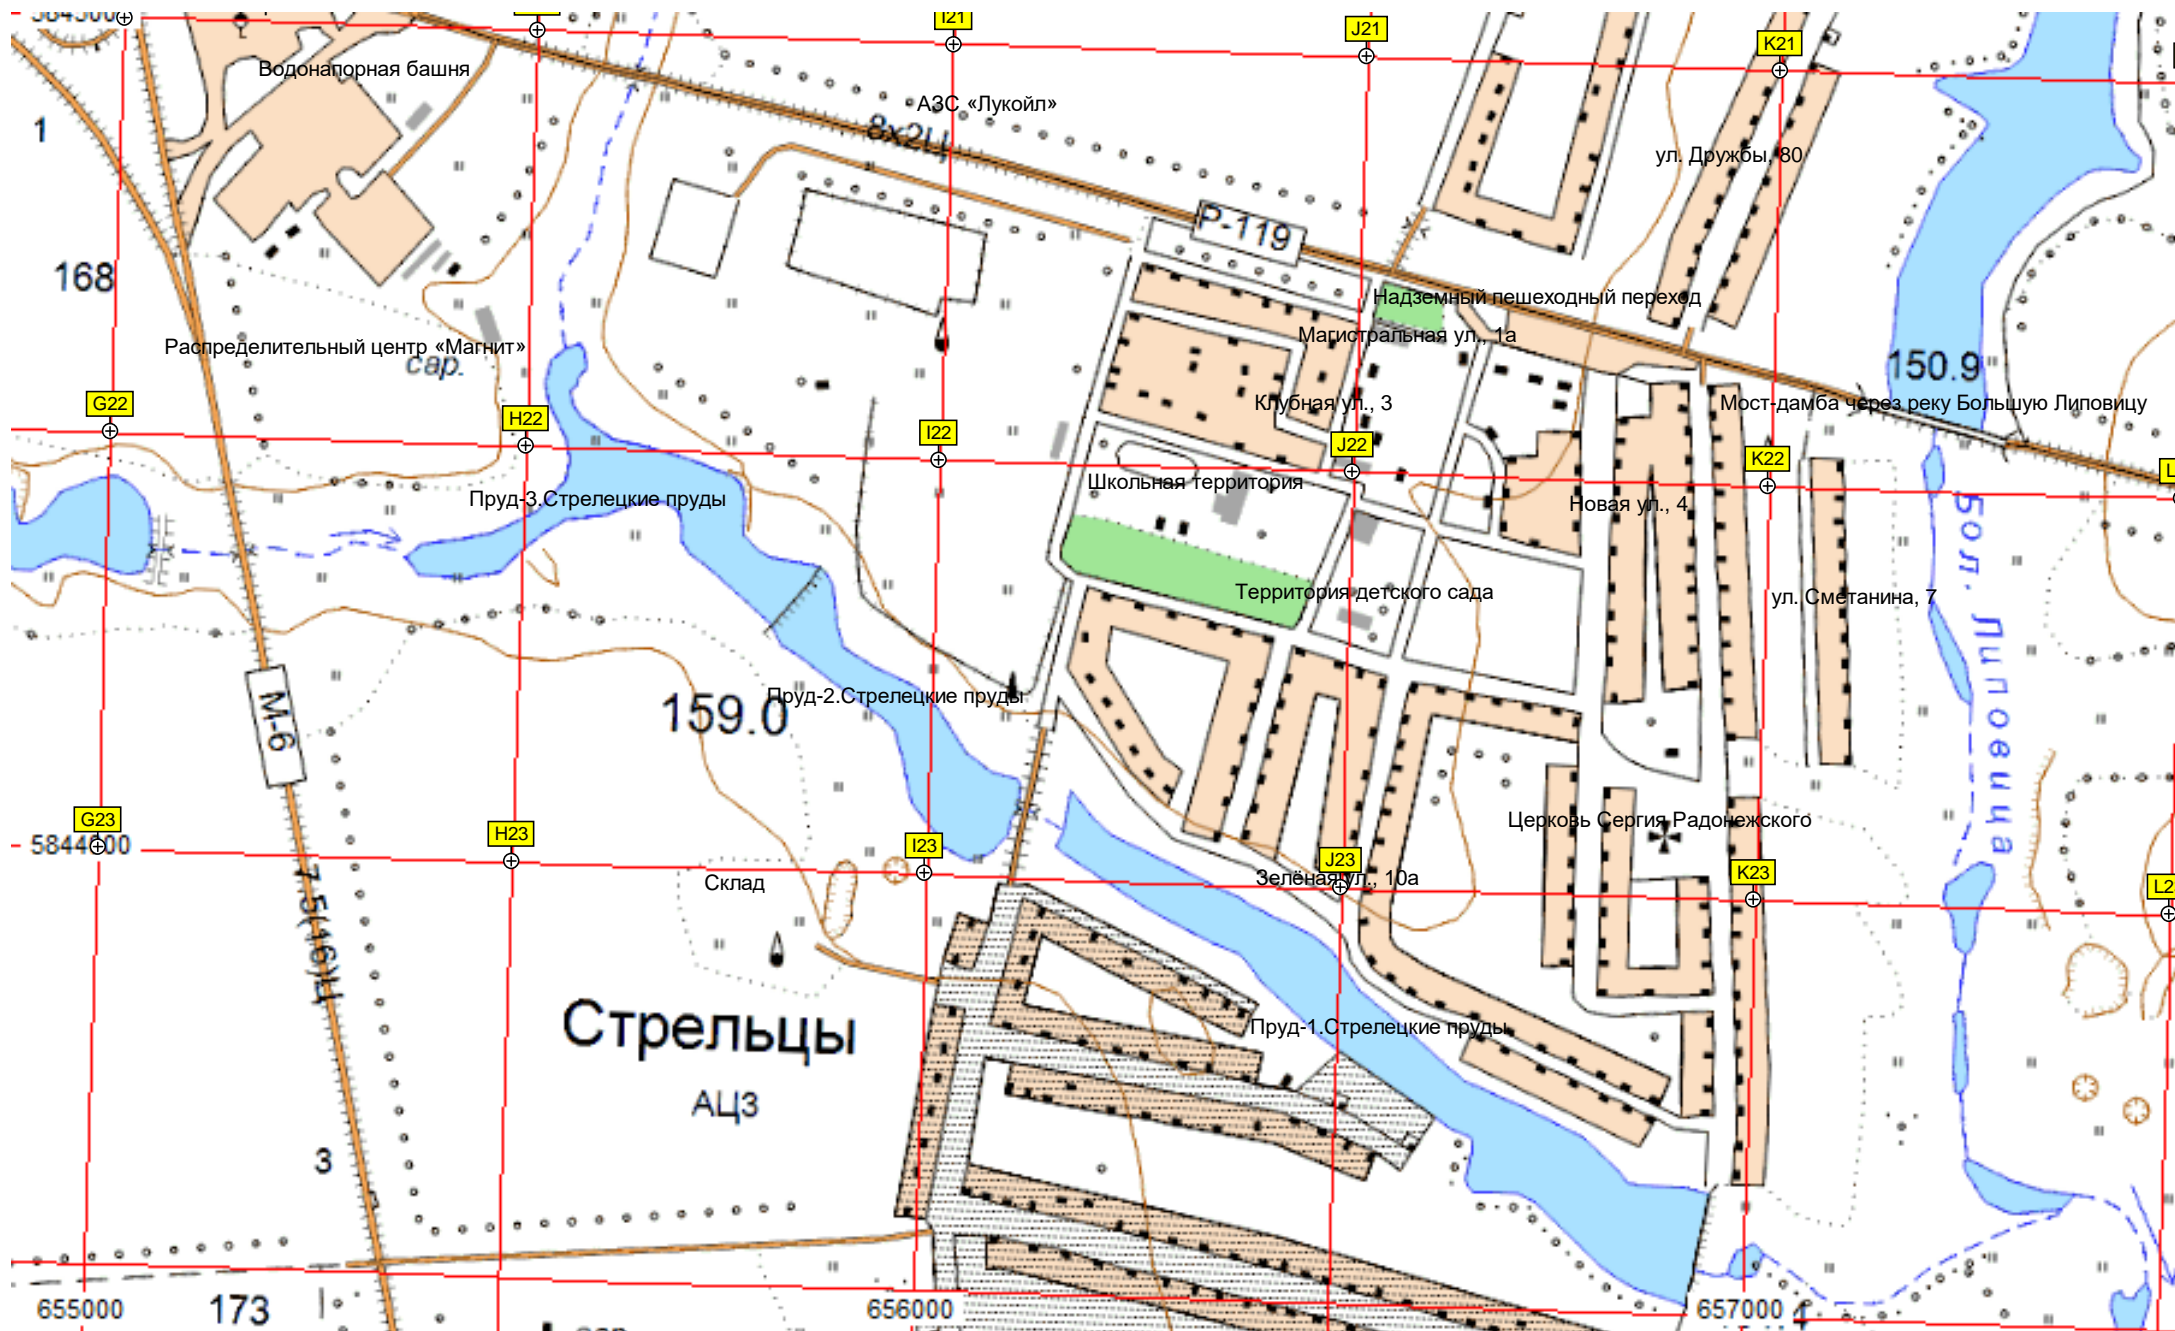 I21
J21
K21
Водонапорная башня
АЗС «Лукойл»
8х2Ц
1
ул. Дружбы, 80
Р-119
168
Надземный пешеходный переход
Магистральная ул., 1а
Распределительный центр «Магнит»
сар.
150.9
G22
Клубная ул., 3
Мост-дамба через реку Большую Липовицу
H22
I22
J22
K22
Школьная территория
Пруд-3.Стрелецкие пруды
Новая ул., 4
Бол. Липовица
Территория детского сада
ул. Сметанина, 7
М-6
159.0
Пруд-2.Стрелецкие пруды
G23
H23
Церковь Сергия Радонежского
5844000
I23
J23
K23
Склад
Зелёная ул., 10а
7,5(16)Ц
Стрельцы
Пруд-1.Стрелецкие пруды
АЦЗ
3
655000
173
656000
657000